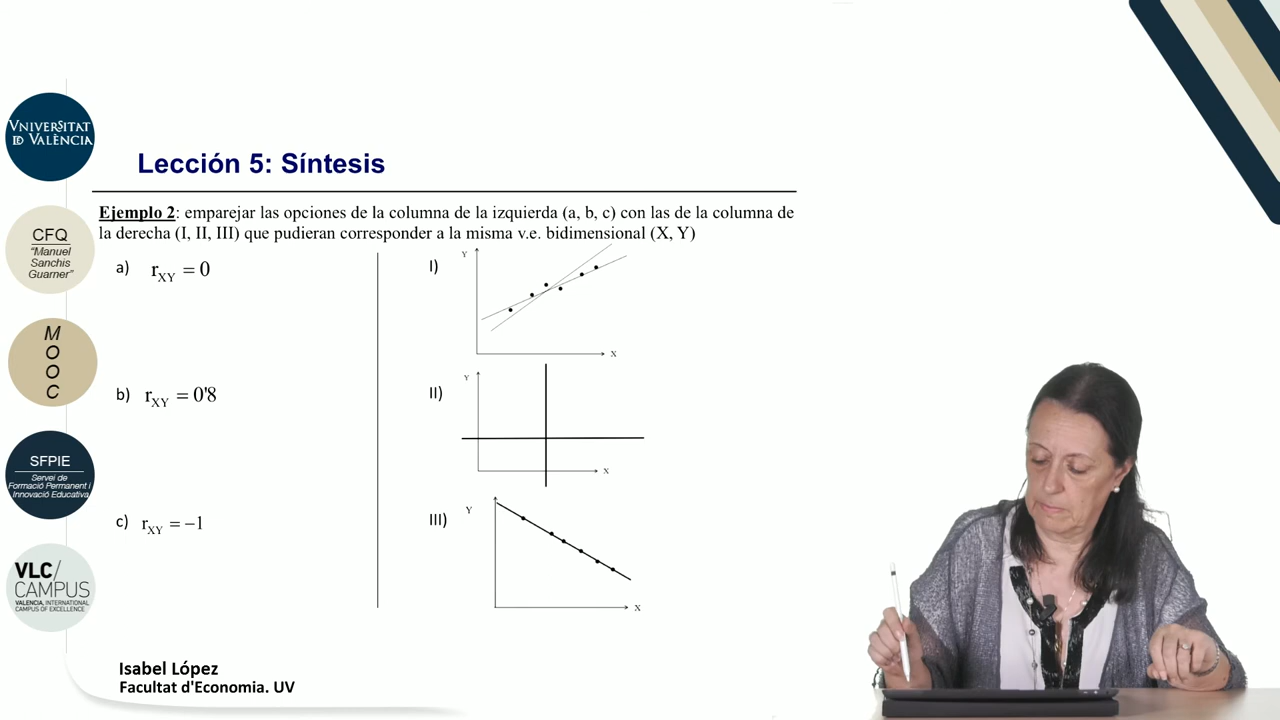 VNIVERSITAT
DE VALÈNCIA
CFQ
“Manuel
Sanchis
Guarner”
M
O
O
C
SFPIE
Servei de
Formació Permanent i
Innovació Educativa
VLC/
CAMPUS
VALENCIA, INTERNATIONAL
CAMPUS OF EXCELLENCE
Lección 5: Síntesis
Ejemplo 2: emparejar las opciones de la columna de la izquierda (a, b, c) con las de la columna de
la derecha (I, II, III) que pudieran corresponder a la misma v.e. bidimensional (X, Y)
a) rXY = 0
I)
Y
X
b) rXY = 0'8
II)
Y
X
c) rXY = −1
III)
Y
X
Isabel López
Facultat d'Economia. UV